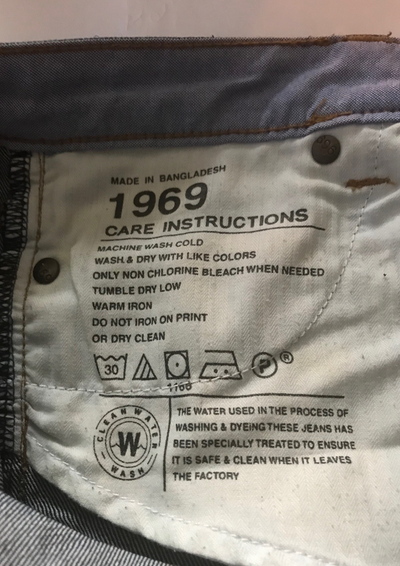 MADE IN BANGLADESH
1969
CARE INSTRUCTIONS
MACHINE WASH COLD
WASH & DRY WITH LIKE COLORS
ONLY NON CHLORINE BLEACH WHEN NEEDED
TUMBLE DRY LOW
WARM IRON
DO NOT IRON ON PRINT
OR DRY CLEAN
30 P ®
CLEAN WATER WASH
W
THE WATER USED IN THE PROCESS OF
WASHING & DYEING THESE JEANS HAS
BEEN SPECIALLY TREATED TO ENSURE
IT IS SAFE & CLEAN WHEN IT LEAVES
THE FACTORY